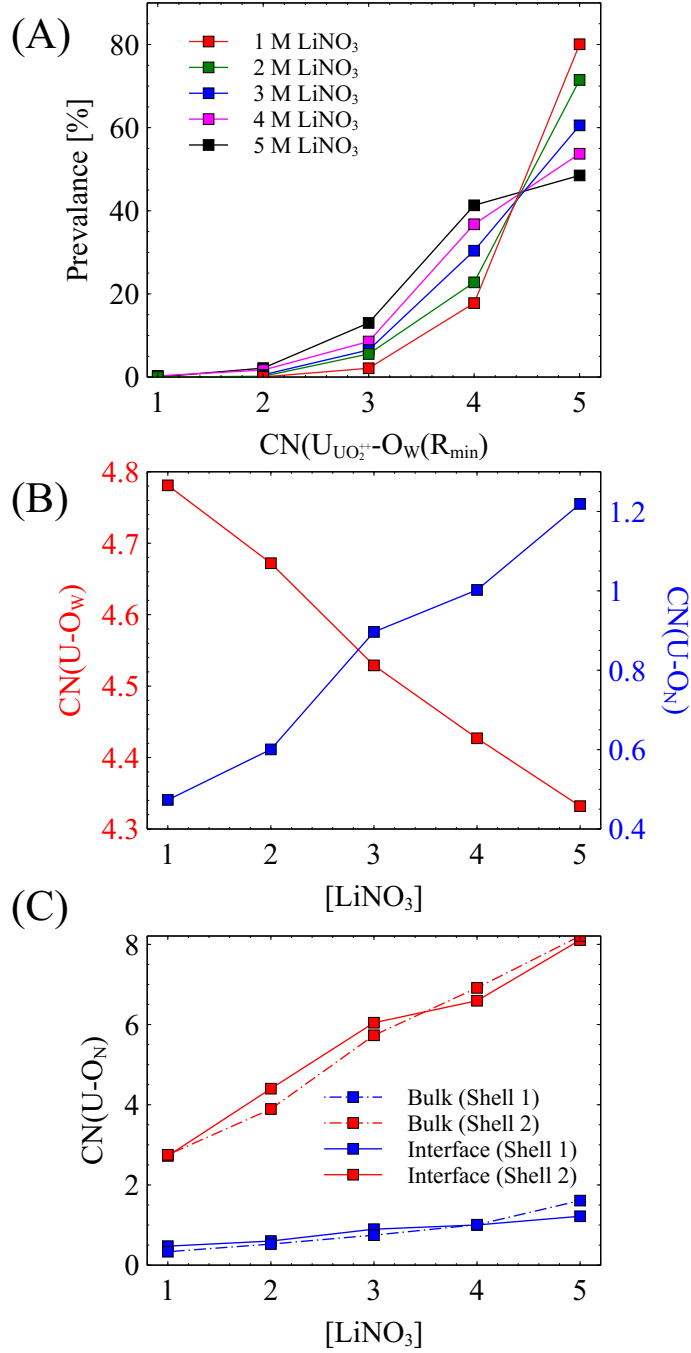 (A)
80
60
40
20
0
Prevalance [%]
1 M LiNO₃
2 M LiNO₃
3 M LiNO₃
4 M LiNO₃
5 M LiNO₃
1 2 3 4 5
CN(U_UO₂⁺⁺-O_W(R_min)
(B)
4.8
4.7
4.6
4.5
4.4
4.3
CN(U-O_W)
1.2
1
0.8
0.6
0.4
CN(U-O_N)
1 2 3 4 5
[LiNO₃]
(C)
8
6
4
2
0
CN(U-O_N)
Bulk (Shell 1)
Bulk (Shell 2)
Interface (Shell 1)
Interface (Shell 2)
1 2 3 4 5
[LiNO₃]